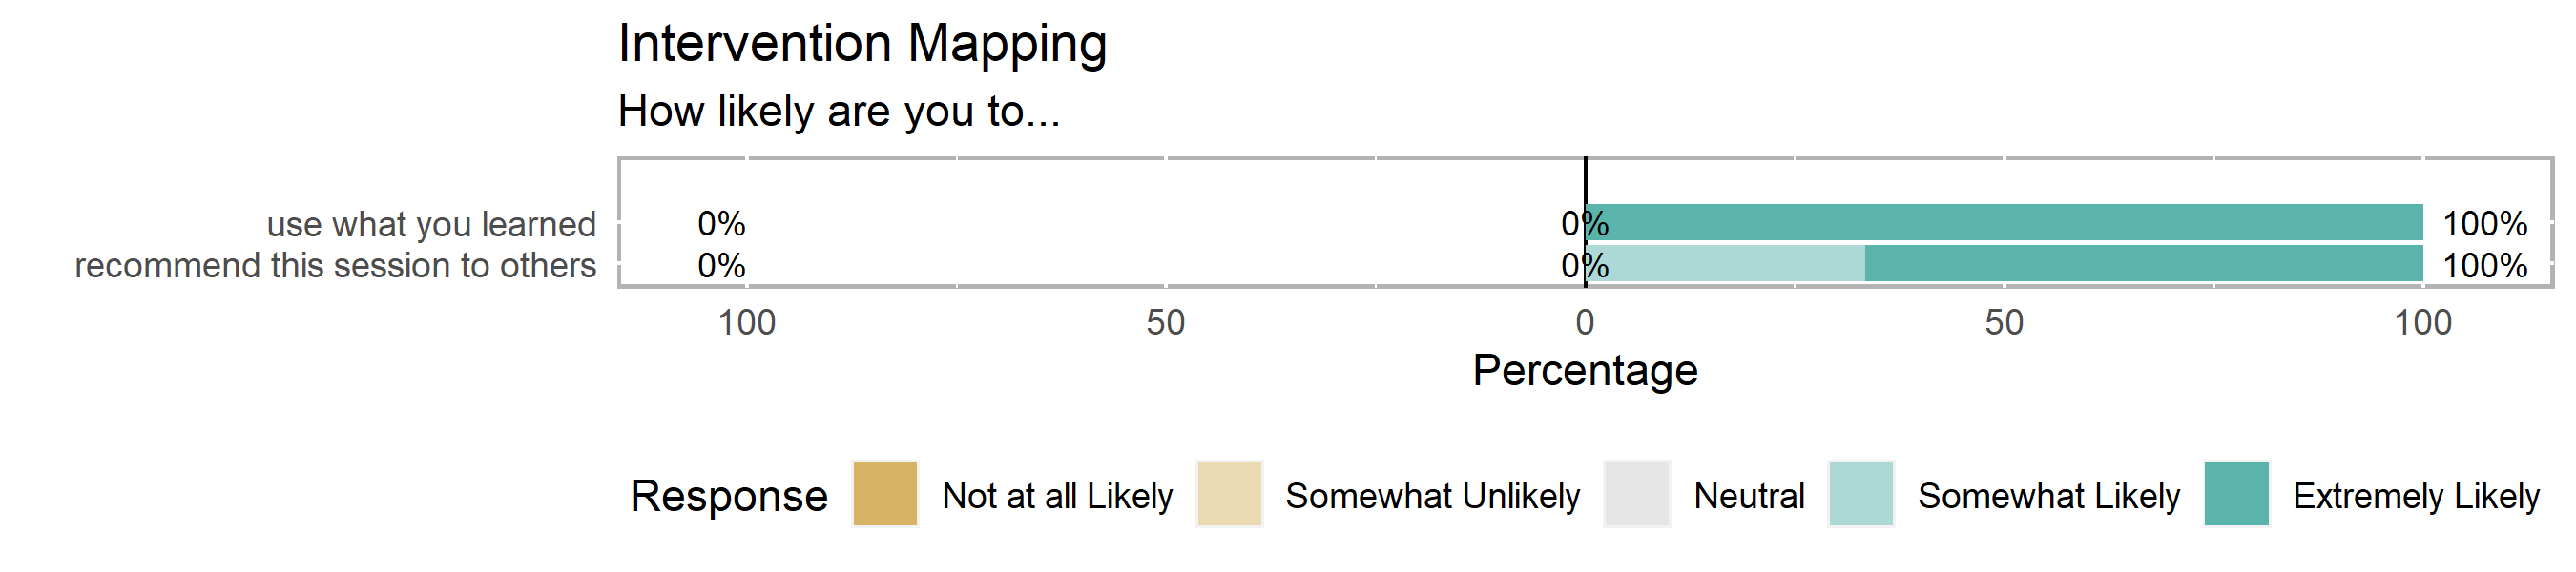 Intervention Mapping
How likely are you to...
use what you learned 0% 0% 100%
recommend this session to others 0% 0% 100%
100 50 0 50 100
Percentage
Response Not at all Likely Somewhat Unlikely Neutral Somewhat Likely Extremely Likely